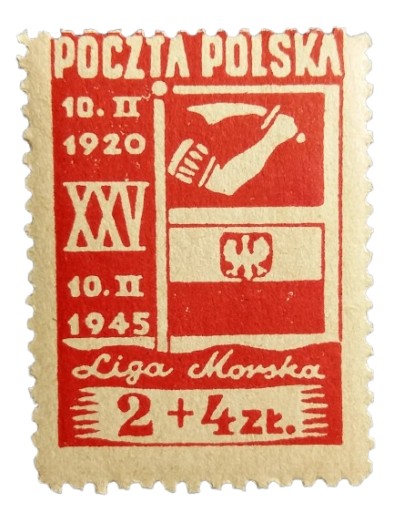 POCZTA POLSKA
10. II
1920
XXV
10. II
1945
Liga Morska
2 + 4 ZŁ.